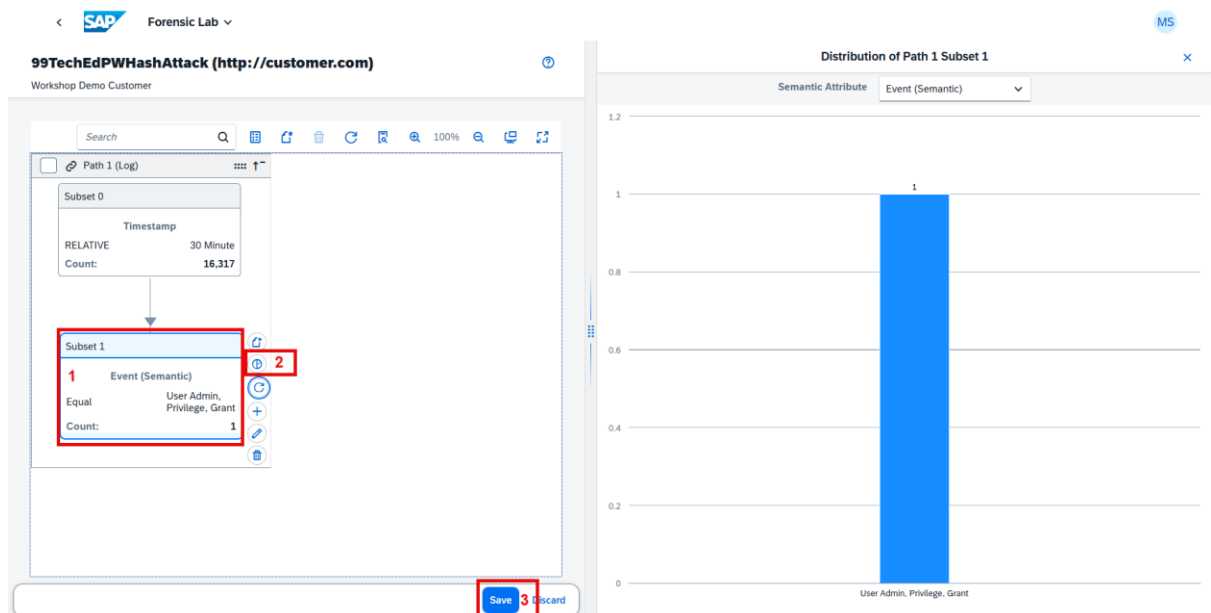 SAP Forensic Lab
MS
99TechEdPWHashAttack (http://customer.com)
Workshop Demo Customer
Search
100%
Path 1 (Log)
Subset 0
Timestamp
RELATIVE 30 Minute
Count: 16,317
Subset 1
1 Event (Semantic)
Equal User Admin,
Privilege, Grant
Count: 1
2
Save 3 Discard
Distribution of Path 1 Subset 1
Semantic Attribute Event (Semantic)
1.2
1
1
0.8
0.6
0.4
0.2
0
User Admin, Privilege, Grant